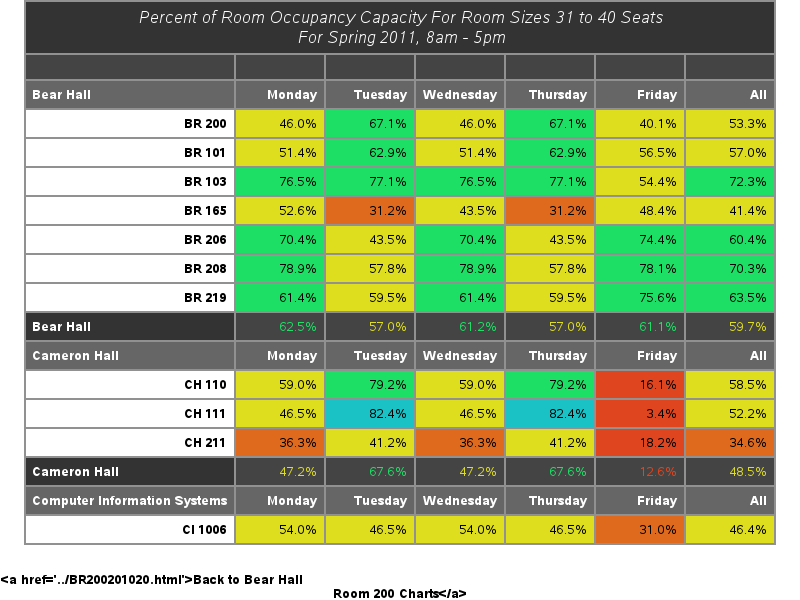 Percent of Room Occupancy Capacity For Room Sizes 31 to 40 Seats
For Spring 2011, 8am - 5pm
Bear Hall Monday Tuesday Wednesday Thursday Friday All
BR 200 46.0% 67.1% 46.0% 67.1% 40.1% 53.3%
BR 101 51.4% 62.9% 51.4% 62.9% 56.5% 57.0%
BR 103 76.5% 77.1% 76.5% 77.1% 54.4% 72.3%
BR 165 52.6% 31.2% 43.5% 31.2% 48.4% 41.4%
BR 206 70.4% 43.5% 70.4% 43.5% 74.4% 60.4%
BR 208 78.9% 57.8% 78.9% 57.8% 78.1% 70.3%
BR 219 61.4% 59.5% 61.4% 59.5% 75.6% 63.5%
Bear Hall 62.5% 57.0% 61.2% 57.0% 61.1% 59.7%
Cameron Hall Monday Tuesday Wednesday Thursday Friday All
CH 110 59.0% 79.2% 59.0% 79.2% 16.1% 58.5%
CH 111 46.5% 82.4% 46.5% 82.4% 3.4% 52.2%
CH 211 36.3% 41.2% 36.3% 41.2% 18.2% 34.6%
Cameron Hall 47.2% 67.6% 47.2% 67.6% 12.6% 48.5%
Computer Information Systems Monday Tuesday Wednesday Thursday Friday All
CI 1006 54.0% 46.5% 54.0% 46.5% 31.0% 46.4%
<a href='../BR200201020.html'>Back to Bear Hall
Room 200 Charts</a>